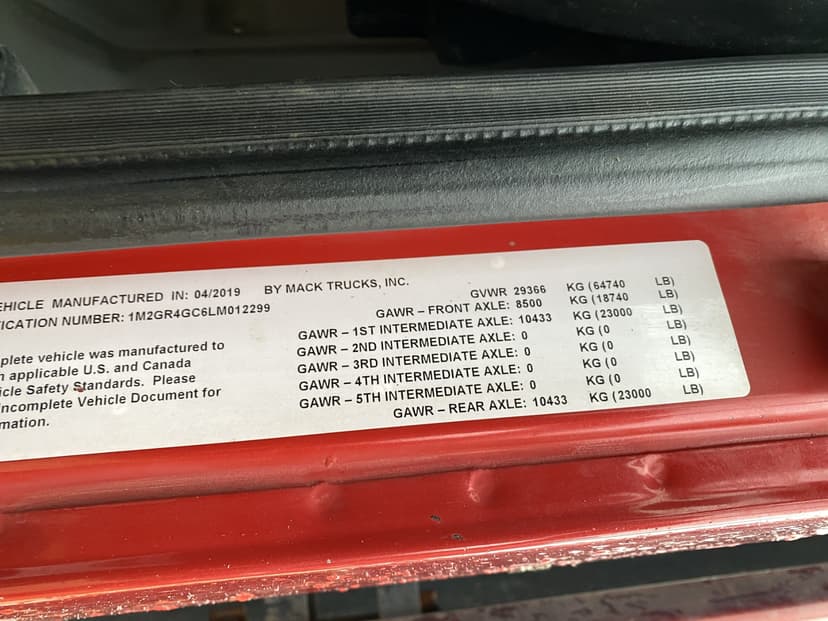 EHICLE MANUFACTURED IN: 04/2019 BY MACK TRUCKS, INC.
ICATION NUMBER: 1M2GR4GC6LM012299
plete vehicle was manufactured to
applicable U.S. and Canada
icle Safety Standards. Please
Incomplete Vehicle Document for
mation.
GVWR 29366 KG (64740 LB)
GAWR – FRONT AXLE: 8500 KG (18740 LB)
GAWR – 1ST INTERMEDIATE AXLE: 10433 KG (23000 LB)
GAWR – 2ND INTERMEDIATE AXLE: 0 KG (0 LB)
GAWR – 3RD INTERMEDIATE AXLE: 0 KG (0 LB)
GAWR – 4TH INTERMEDIATE AXLE: 0 KG (0 LB)
GAWR – 5TH INTERMEDIATE AXLE: 0 KG (0 LB)
GAWR – REAR AXLE: 10433 KG (23000 LB)